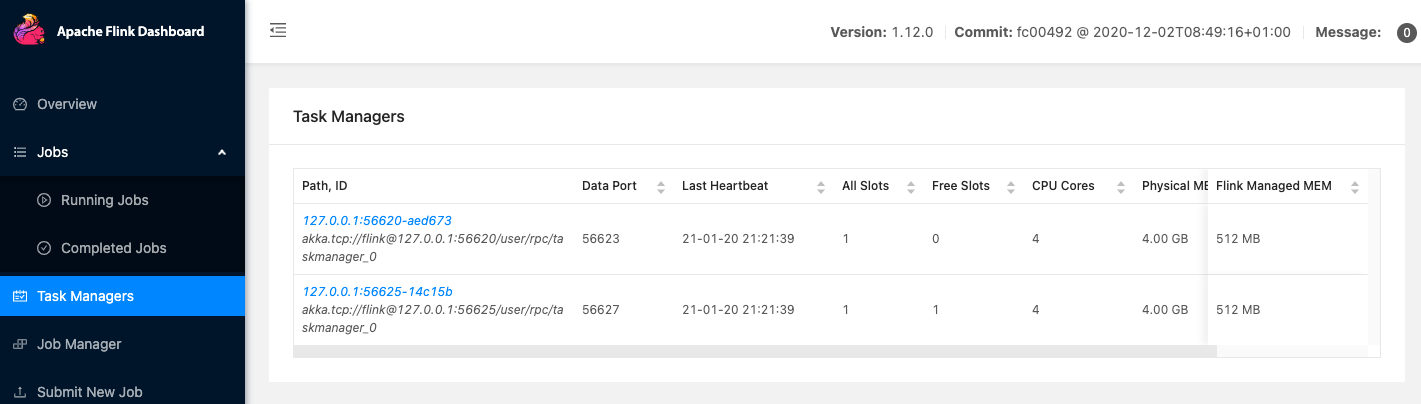 Apache Flink Dashboard
Version: 1.12.0 Commit: fc00492 @ 2020-12-02T08:49:16+01:00 Message: 0
Overview
Jobs
Running Jobs
Completed Jobs
Task Managers
Job Manager
Submit New Job
Task Managers
Path, ID Data Port Last Heartbeat All Slots Free Slots CPU Cores Physical ME Flink Managed MEM
127.0.0.1:56620-aed673
akka.tcp://flink@127.0.0.1:56620/user/rpc/ta 56623 21-01-20 21:21:39 1 0 4 4.00 GB 512 MB
skmanager_0
127.0.0.1:56625-14c15b
akka.tcp://flink@127.0.0.1:56625/user/rpc/ta 56627 21-01-20 21:21:39 1 1 4 4.00 GB 512 MB
skmanager_0